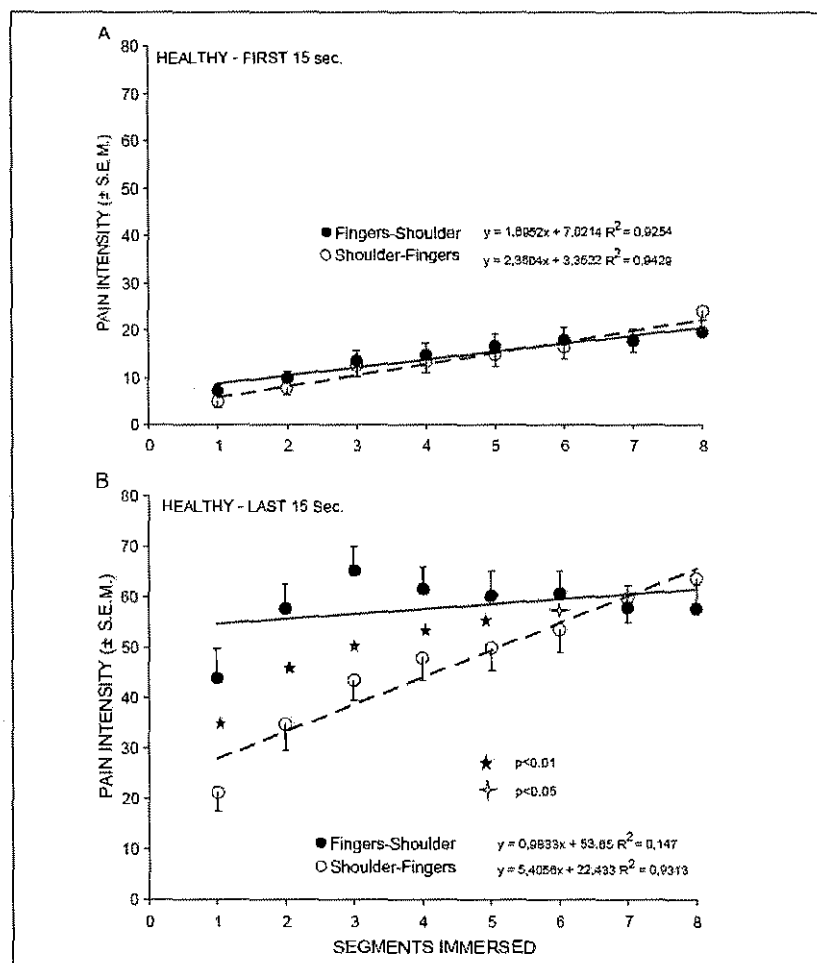 A
HEALTHY - FIRST 15 sec.
80
70
60
50
40
30
20
10
0
PAIN INTENSITY (± S.E.M.)
Fingers-Shoulder y = 1,6952x + 7,0214 R² = 0,9254
Shoulder-Fingers y = 2,3504x + 3,3522 R² = 0,9429
0 1 2 3 4 5 6 7 8
B
HEALTHY - LAST 15 Sec.
80
70
60
50
40
30
20
10
0
PAIN INTENSITY (± S.E.M.)
p<0.01
p<0.05
Fingers-Shoulder y = 0,9833x + 53,65 R² = 0,147
Shoulder-Fingers y = 5,4056x + 22,433 R² = 0,9313
0 1 2 3 4 5 6 7 8
SEGMENTS IMMERSED